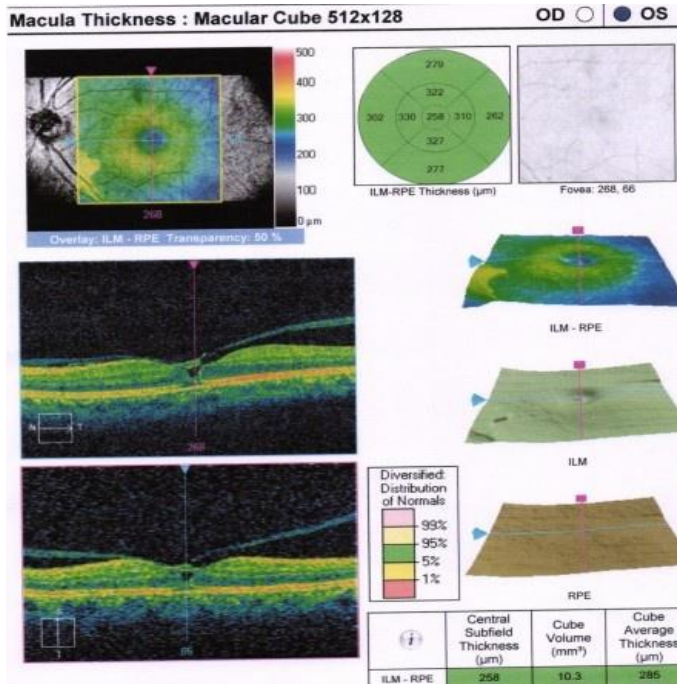 Macula Thickness : Macular Cube 512x128 OD OS
500
400
300
200
100
0 µm
268
Overlay: ILM - RPE Transparency: 50 %
279
322
302 330 258 310 262
327
277
ILM-RPE Thickness (µm)
Fovea: 268, 66
ILM - RPE
N T
268
ILM
Diversified:
Distribution
of Normals
99%
95%
5%
1%
RPE
Central
Subfield
Thickness
(µm)
Cube
Volume
(mm³)
Cube
Average
Thickness
(µm)
ILM - RPE 258 10.3 285